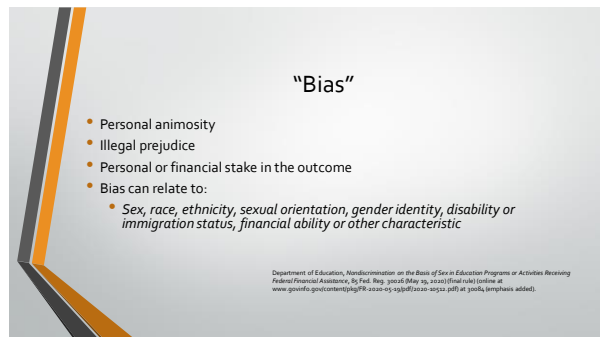 “Bias”
Personal animosity
Illegal prejudice
Personal or financial stake in the outcome
Bias can relate to:
Sex, race, ethnicity, sexual orientation, gender identity, disability or
immigration status, financial ability or other characteristic
Department of Education, Nondiscrimination on the Basis of Sex in Education Programs or Activities Receiving
Federal Financial Assistance, 85 Fed. Reg. 30026 (May 19, 2020) (final rule) (online at
www.govinfo.gov/content/pkg/FR-2020-05-19/pdf/2020-10512.pdf) at 30084 (emphasis added).